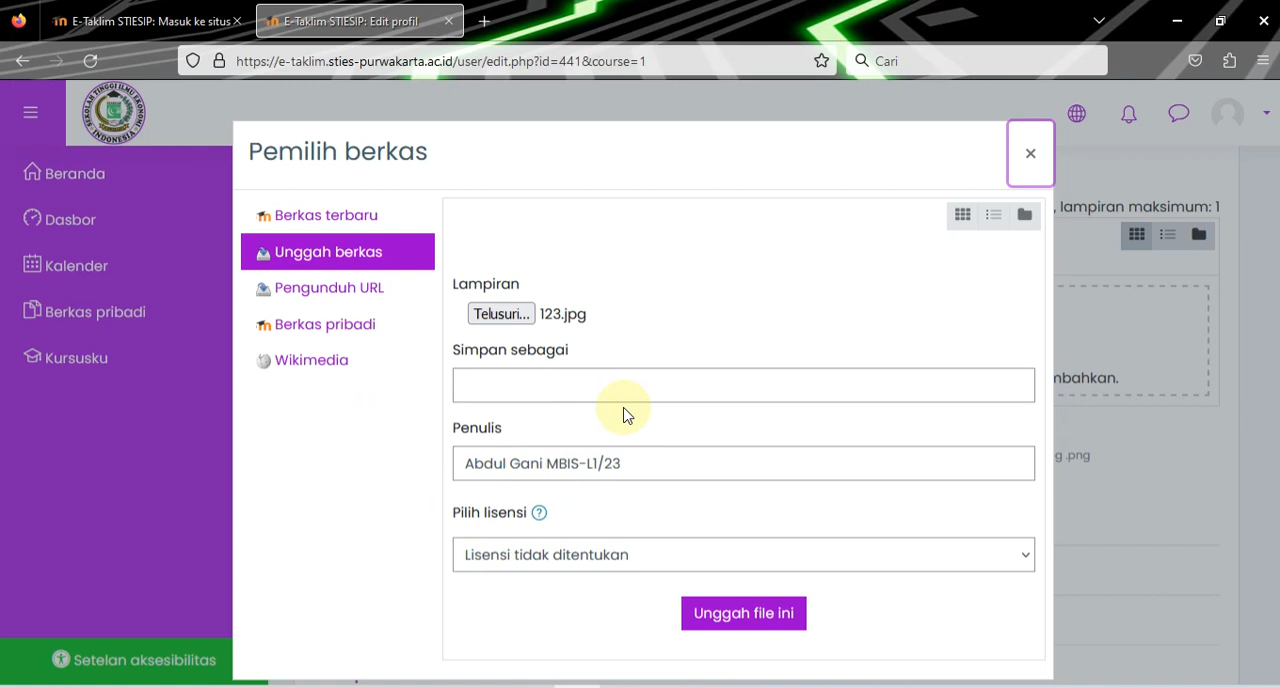 E-Taklim STIESIP: Masuk ke situs
E-Taklim STIESIP: Edit profil
https://e-taklim.sties-purwakarta.ac.id/user/edit.php?id=441&course=1
Cari
Beranda
Dasbor
Kalender
Berkas pribadi
Kursusku
Setelan aksesibilitas
Pemilih berkas
×
Berkas terbaru
Unggah berkas
Pengunduh URL
Berkas pribadi
Wikimedia
Lampiran
Telusuri... 123.jpg
Simpan sebagai
Penulis
Abdul Gani MBIS-L1/23
Pilih lisensi ?
Lisensi tidak ditentukan
Unggah file ini
, lampiran maksimum: 1
nbahkan.
g .png